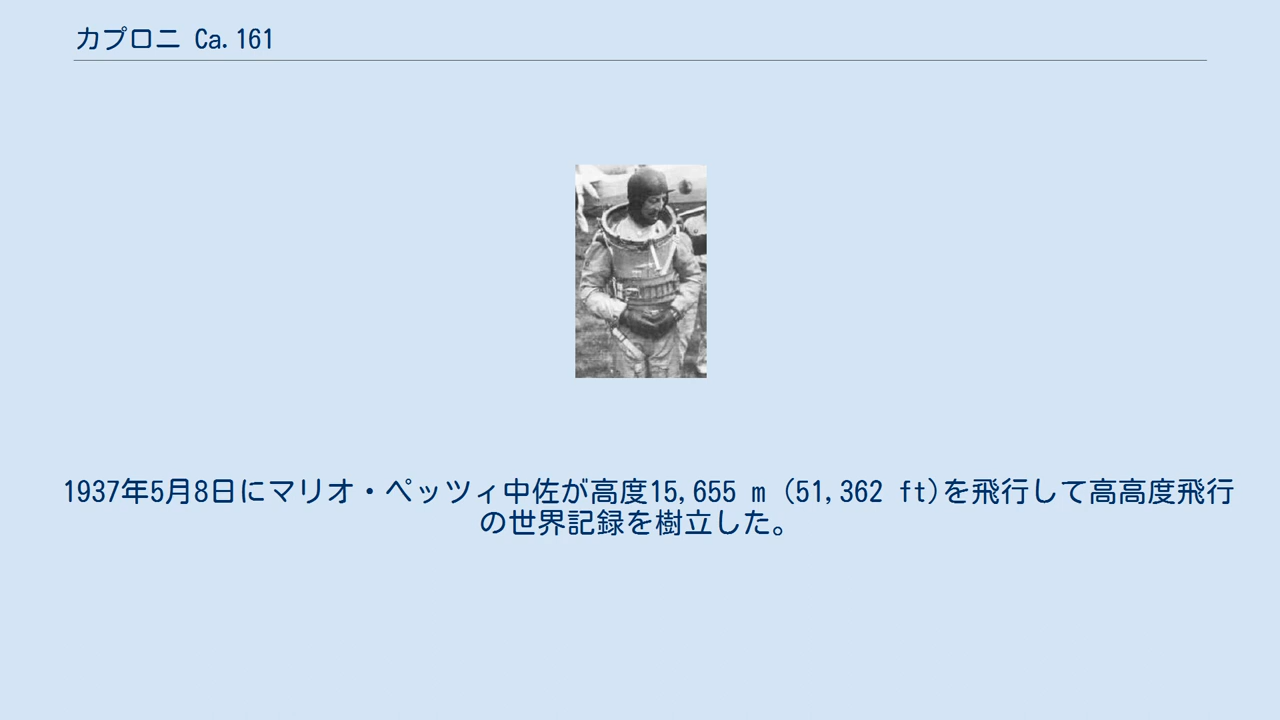 カプロニ Ca.161
1937年5月8日にマリオ・ペッツィ中佐が高度15,655 m (51,362 ft)を飛行して高高度飛行
の世界記録を樹立した。